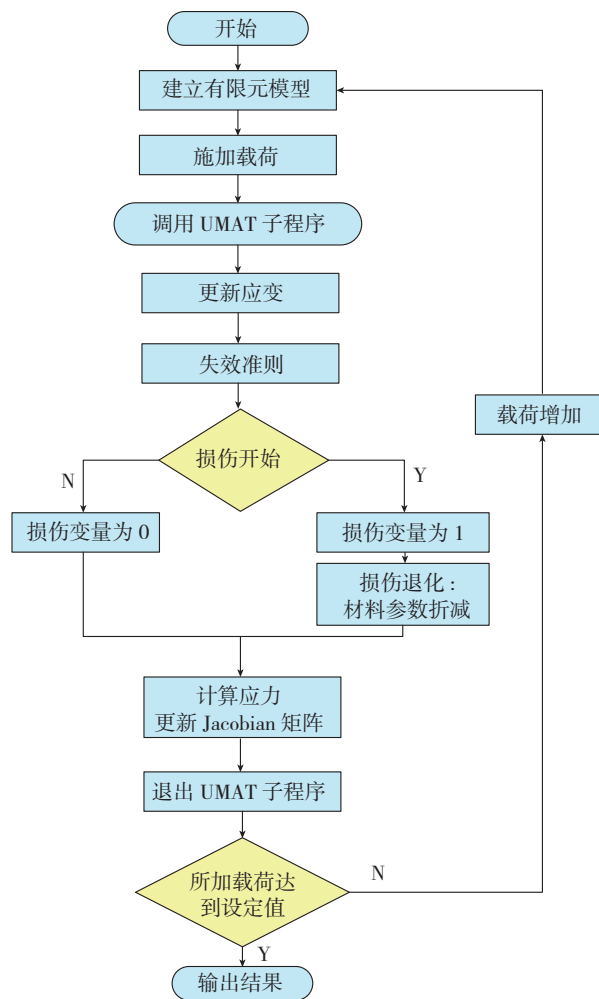 开始
建立有限元模型
施加载荷
调用 UMAT 子程序
更新应变
失效准则
载荷增加
损伤开始
N
Y
损伤变量为 0
损伤变量为 1
损伤退化:
材料参数折减
计算应力
更新 Jacobian 矩阵
退出 UMAT 子程序
所加载荷达
到设定值
N
Y
输出结果